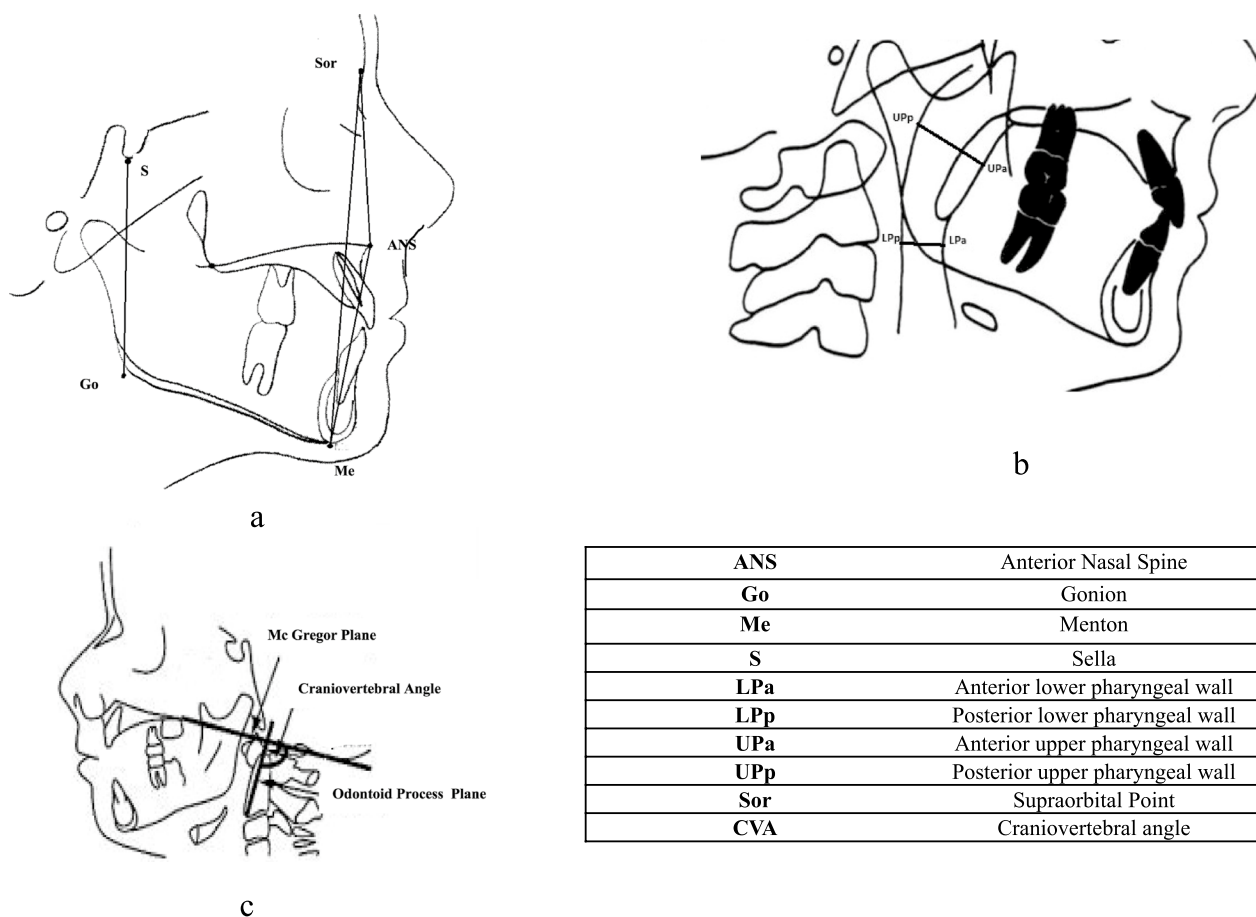 Sor
S
ANS
Go
Me
a
UPp
UPa
LPp
LPa
b
Mc Gregor Plane
Craniovertebral Angle
Odontoid Process Plane
c
ANS Anterior Nasal Spine
Go Gonion
Me Menton
S Sella
LPa Anterior lower pharyngeal wall
LPp Posterior lower pharyngeal wall
UPa Anterior upper pharyngeal wall
UPp Posterior upper pharyngeal wall
Sor Supraorbital Point
CVA Craniovertebral angle